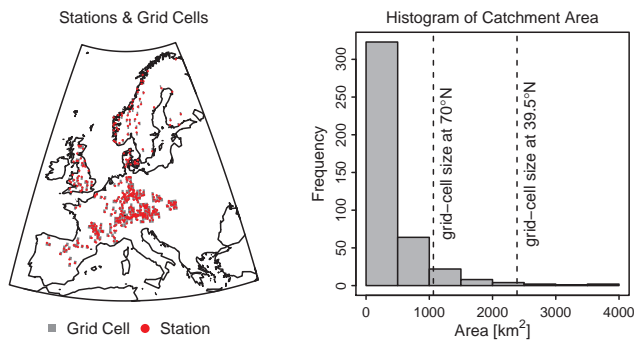 Stations & Grid Cells
Grid Cell
Station
Histogram of Catchment Area
Frequency
0
50
100
150
200
250
300
grid−cell size at 70°N
grid−cell size at 39.5°N
0
1000
2000
3000
4000
Area [km²]